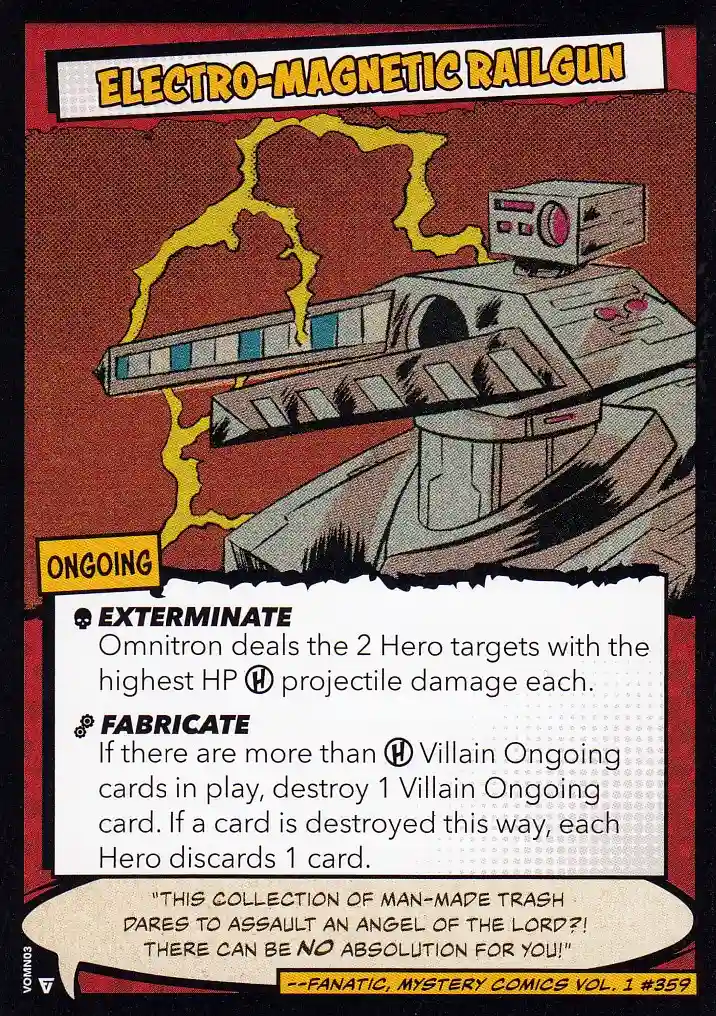 ELECTRO-MAGNETIC RAILGUN
ONGOING
EXTERMINATE
Omnitron deals the 2 Hero targets with the
highest HP H projectile damage each.
FABRICATE
If there are more than H Villain Ongoing
cards in play, destroy 1 Villain Ongoing
card. If a card is destroyed this way, each
Hero discards 1 card.
"THIS COLLECTION OF MAN-MADE TRASH
DARES TO ASSAULT AN ANGEL OF THE LORD?!
THERE CAN BE NO ABSOLUTION FOR YOU!"
--FANATIC, MYSTERY COMICS VOL. 1 #359
VOMN03